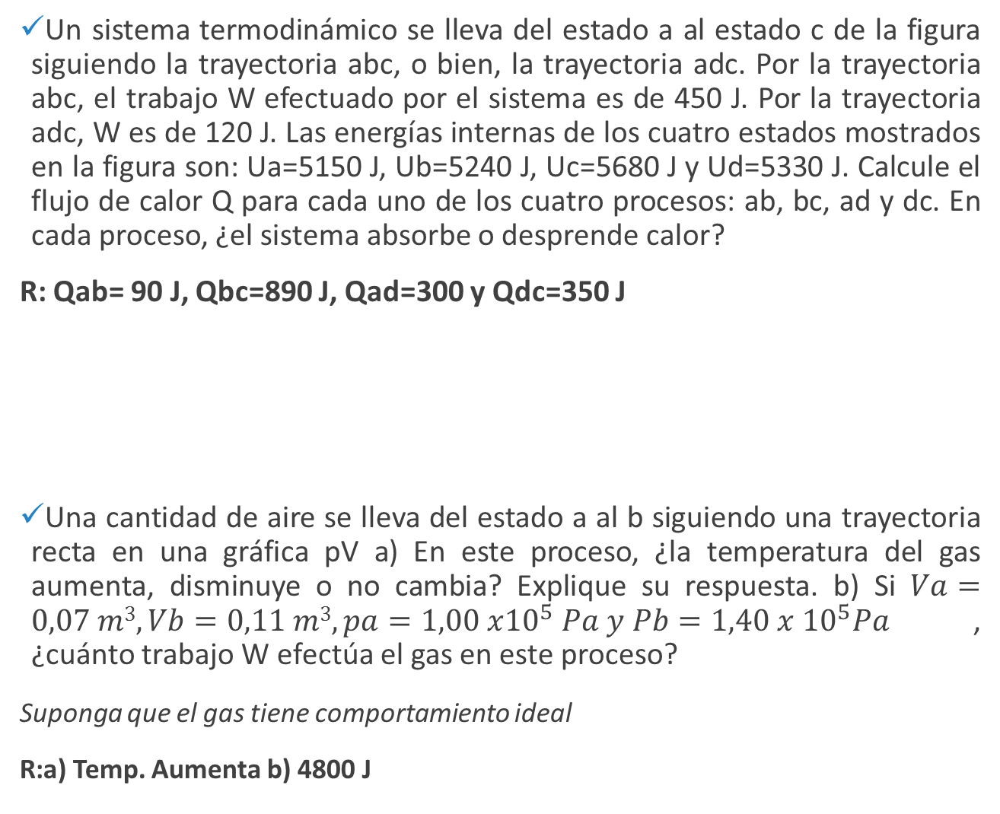 ✓Un sistema termodinámico se lleva del estado a al estado c de la figura
siguiendo la trayectoria abc, o bien, la trayectoria adc. Por la trayectoria
abc, el trabajo W efectuado por el sistema es de 450 J. Por la trayectoria
adc, W es de 120 J. Las energías internas de los cuatro estados mostrados
en la figura son: Ua=5150 J, Ub=5240 J, Uc=5680 J y Ud=5330 J. Calcule el
flujo de calor Q para cada uno de los cuatro procesos: ab, bc, ad y dc. En
cada proceso, ¿el sistema absorbe o desprende calor?
R: Qab= 90 J, Qbc=890 J, Qad=300 y Qdc=350 J
✓Una cantidad de aire se lleva del estado a al b siguiendo una trayectoria
recta en una gráfica pV a) En este proceso, ¿la temperatura del gas
aumenta, disminuye o no cambia? Explique su respuesta. b) Si Va =
0,07 m³, Vb = 0,11 m³, pa = 1,00 x10⁵ Pa y Pb = 1,40 x 10⁵Pa ,
¿cuánto trabajo W efectúa el gas en este proceso?
Suponga que el gas tiene comportamiento ideal
R:a) Temp. Aumenta b) 4800 J